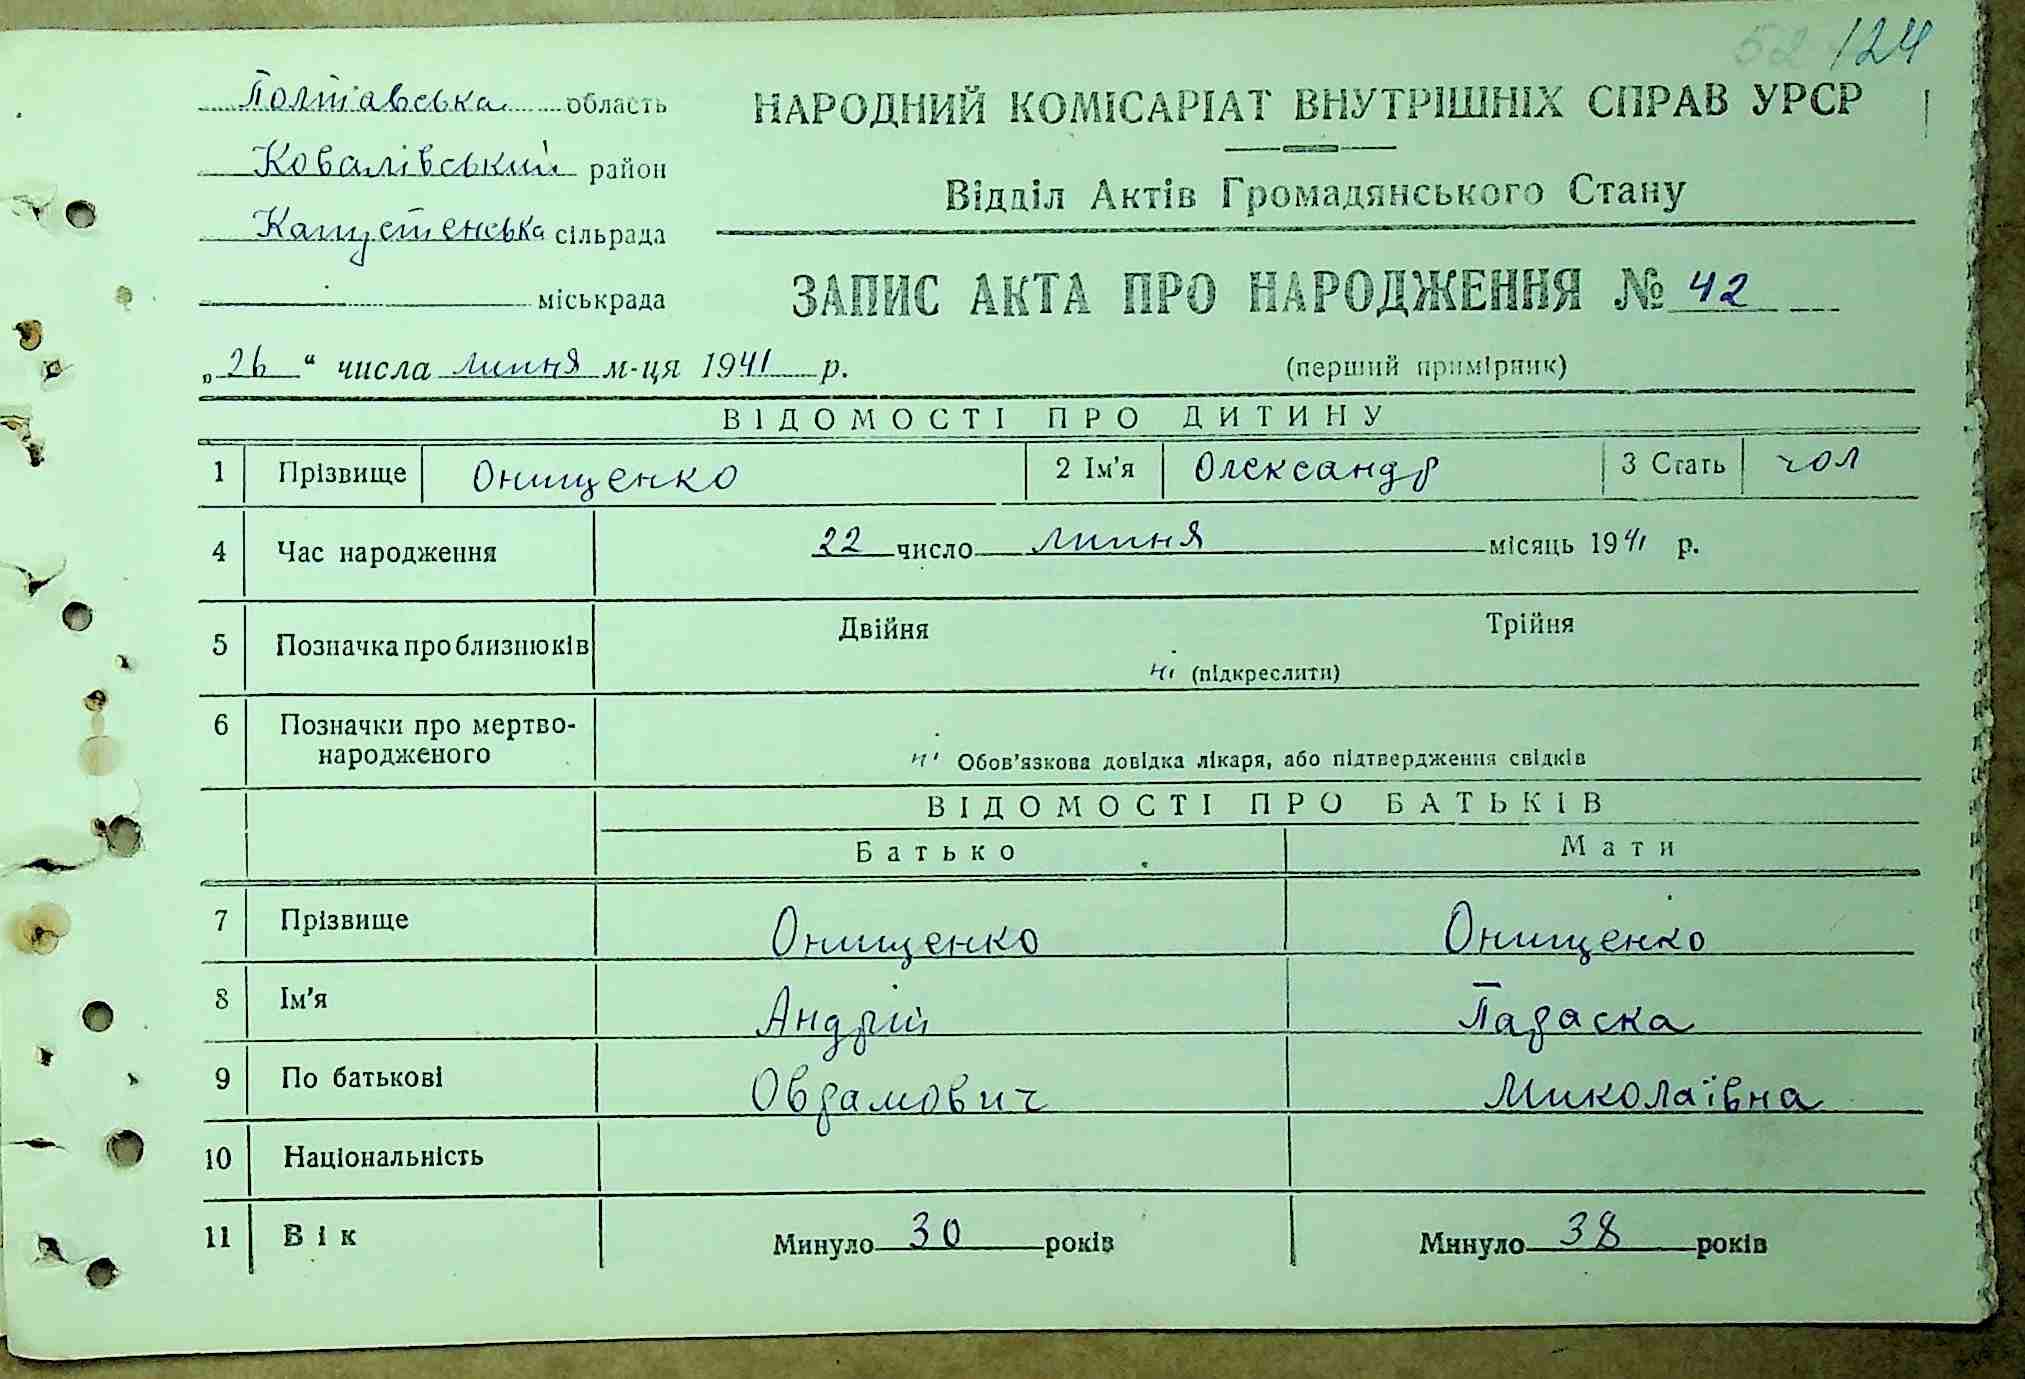 52 124
Полтавська область
НАРОДНИЙ КОМІСАРІАТ ВНУТРІШНІХ СПРАВ УРСР
Ковалівський район
Відділ Актів Громадянського Стану
Капустенська сільрада
міськрада
ЗАПИС АКТА ПРО НАРОДЖЕННЯ № 42
„26“ числа липня м-ця 1941 р.
(перший примірник)
ВІДОМОСТІ ПРО ДИТИНУ
1 Прізвище Онищенко 2 Ім'я Олександр 3 Стать чол
4 Час народження 22 число липня місяць 1941 р.
5 Позначка про близнюків Двійня Трійня
ні (підкреслити)
6 Позначки про мертво-
народженого
ні Обов'язкова довідка лікаря, або підтвердження свідків
ВІДОМОСТІ ПРО БАТЬКІВ
Батько Мати
7 Прізвище Онищенко Онищенко
8 Ім'я Андрій Параска
9 По батькові Оврамович Миколаївна
10 Національність
11 Вік Минуло 30 років Минуло 38 років